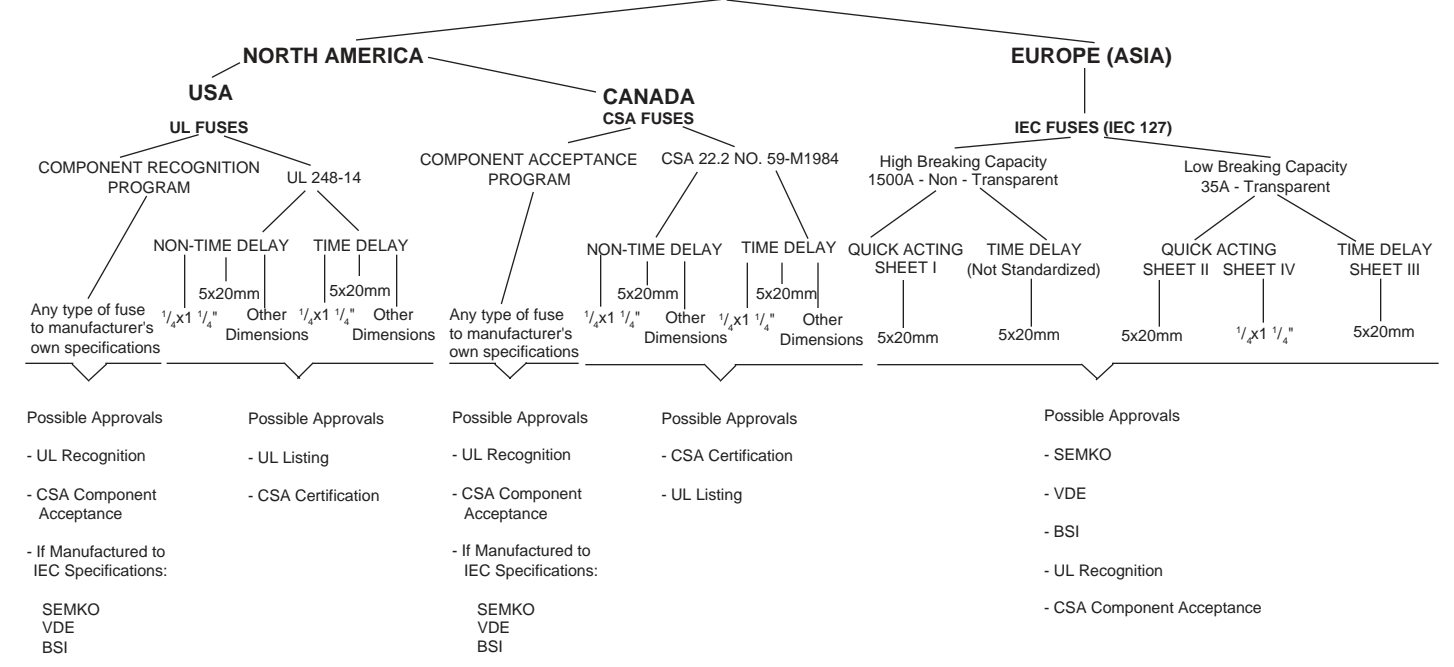 NORTH AMERICA
EUROPE (ASIA)
USA
CANADA
UL FUSES
CSA FUSES
IEC FUSES (IEC 127)
COMPONENT RECOGNITION
PROGRAM
UL 248-14
COMPONENT ACCEPTANCE
PROGRAM
CSA 22.2 NO. 59-M1984
High Breaking Capacity
1500A - Non - Transparent
Low Breaking Capacity
35A - Transparent
NON-TIME DELAY
TIME DELAY
NON-TIME DELAY
TIME DELAY
QUICK ACTING
SHEET I
TIME DELAY
(Not Standardized)
QUICK ACTING
SHEET II SHEET IV
TIME DELAY
SHEET III
Any type of fuse
to manufacturer's
own specifications
1/4x1 1/4"
5x20mm
Other
Dimensions
1/4x1 1/4"
5x20mm
Other
Dimensions
Any type of fuse
to manufacturer's
own specifications
1/4x1 1/4"
5x20mm
Other
Dimensions
1/4x1 1/4"
5x20mm
Other
Dimensions
5x20mm
5x20mm
5x20mm
1/4x1 1/4"
5x20mm
Possible Approvals
- UL Recognition
- CSA Component
Acceptance
- If Manufactured to
IEC Specifications:
SEMKO
VDE
BSI
Possible Approvals
- UL Listing
- CSA Certification
Possible Approvals
- UL Recognition
- CSA Component
Acceptance
- If Manufactured to
IEC Specifications:
SEMKO
VDE
BSI
Possible Approvals
- CSA Certification
- UL Listing
Possible Approvals
- SEMKO
- VDE
- BSI
- UL Recognition
- CSA Component Acceptance